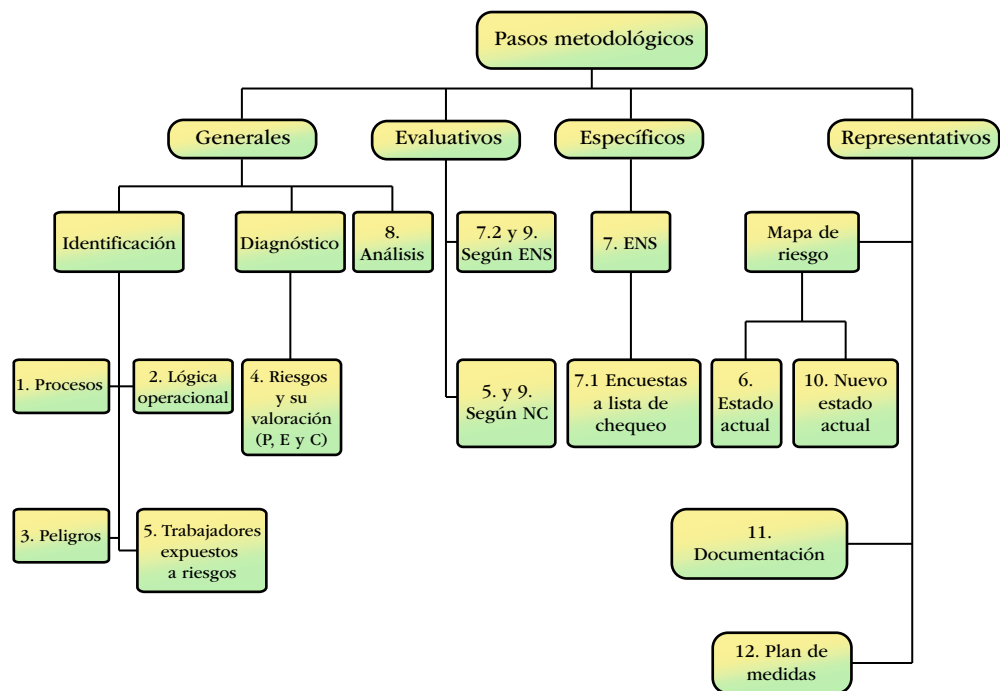 Pasos metodológicos
Generales
Evaluativos
Específicos
Representativos
Identificación
Diagnóstico
8.
Análisis
7.2 y 9.
Según ENS
7. ENS
Mapa de
riesgo
1. Procesos
2. Lógica
operacional
4. Riesgos
y su
valoración
(P, E y C)
5. y 9.
Según NC
7.1 Encuestas
a lista de
chequeo
6.
Estado
actual
10. Nuevo
estado
actual
3. Peligros
5. Trabajadores
expuestos
a riesgos
11.
Documentación
12. Plan de
medidas